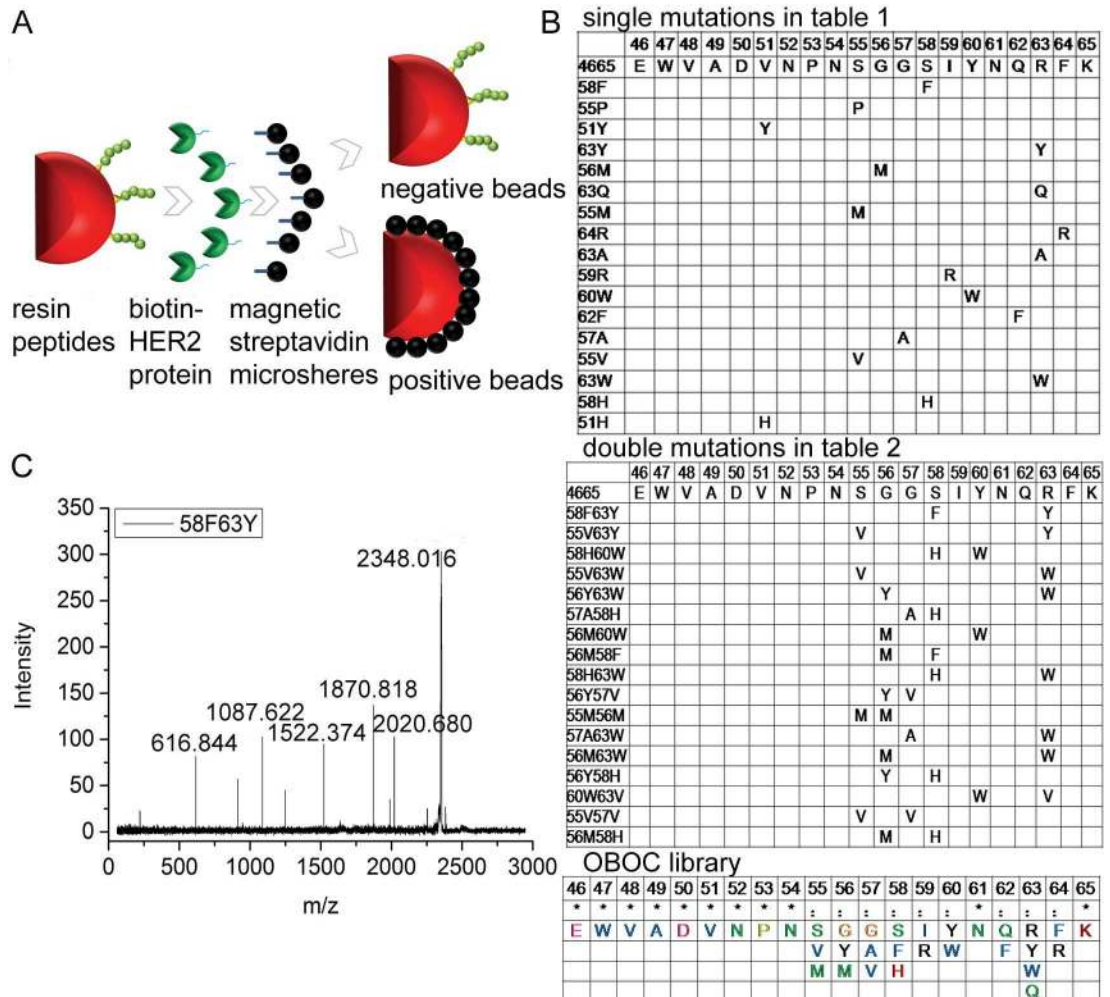 A
resin peptides
biotin-HER2 protein
magnetic streptavidin microsheres
negative beads
positive beads
B
single mutations in table 1
46 47 48 49 50 51 52 53 54 55 56 57 58 59 60 61 62 63 64 65
4665 E W V A D V N P N S G G S I Y N Q R F K
58F F
55P P
51Y Y
63Y Y
56M M
63Q Q
55M M
64R R
63A A
59R R
60W W
62F F
57A A
55V V
63W W
58H H
51H H
double mutations in table 2
46 47 48 49 50 51 52 53 54 55 56 57 58 59 60 61 62 63 64 65
4665 E W V A D V N P N S G G S I Y N Q R F K
58F63Y F Y
55V63Y V Y
58H60W H W
55V63W V W
56Y63W Y W
57A58H A H
56M60W M W
56M58F M F
58H63W H W
56Y57V Y V
55M56M M M
57A63W A W
56M63W M W
56Y58H Y H
60W63V W V
55V57V V V
56M58H M H
OBOC library
46 47 48 49 50 51 52 53 54 55 56 57 58 59 60 61 62 63 64 65
* * * * * * * * * : : : : : : * : : : *
E W V A D V N P N S G G S I Y N Q R F K
V Y A F R W F Y R
M M V H W
Q
C
58F63Y
350
300
250
200
150
100
50
0
Intensity
616.844
1087.622
1522.374
1870.818
2020.680
2348.016
0 500 1000 1500 2000 2500 3000
m/z